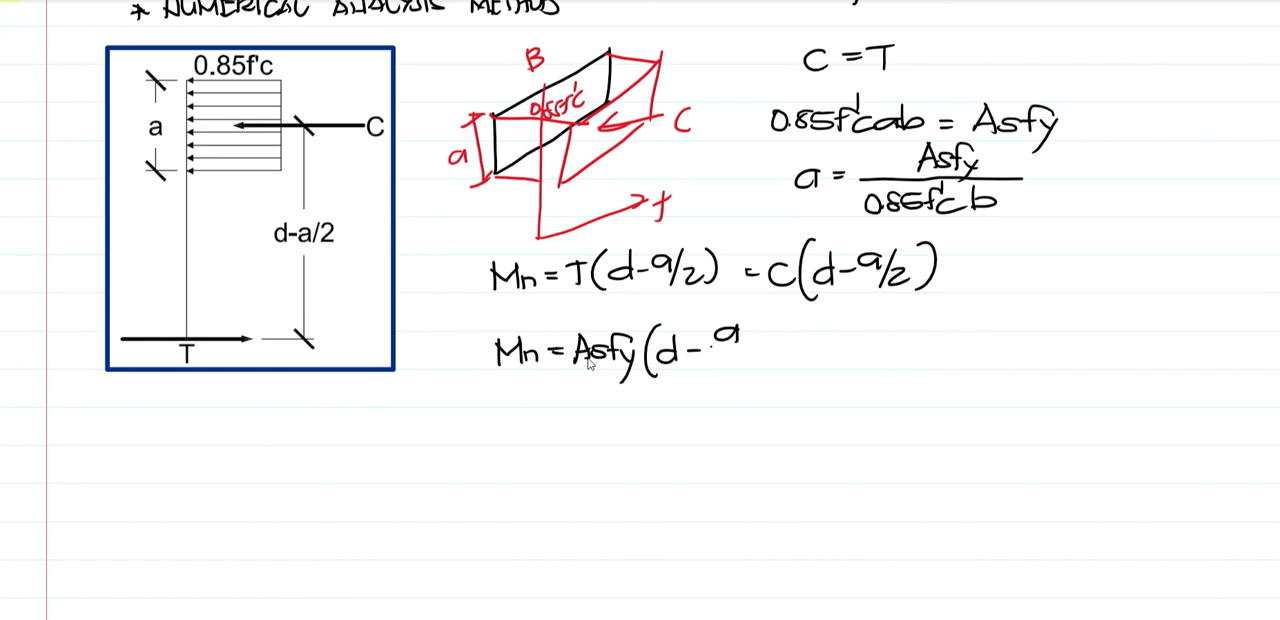 * NUMERICAL ANALYSIS METHOD
0.85f'c
a
C
d-a/2
T
B
0.85f'c
a
C
T
C = T
0.85f'cab = Asfy
a = Asfy / 0.85f'cb
Mn = T(d-a/2) = C(d-a/2)
Mn = Asfy(d - a